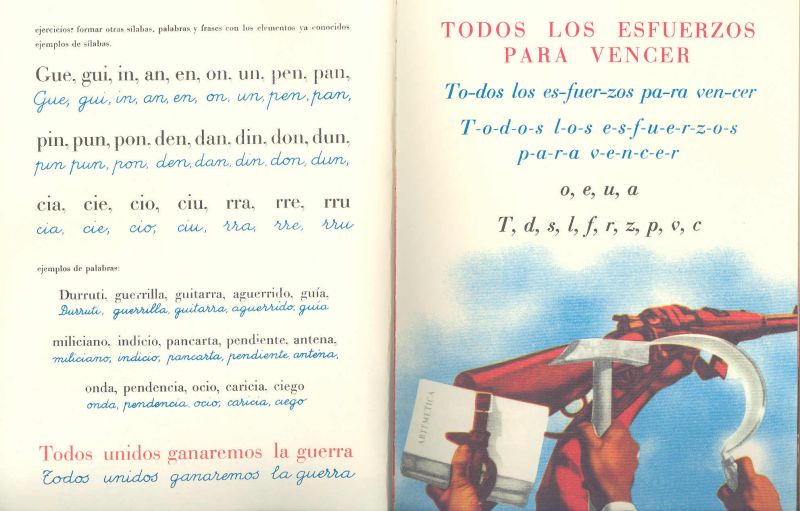 ejercicios: formar otras sílabas, palabras y frases con los elementos ya conocidos
ejemplos de sílabas.
Gue, gui, in, an, en, on, un, pen, pan,
Gue, gui, in, an, en, on, un, pen, pan,
pin, pun, pon, den, dan, din, don, dun,
pin pun, pon, den, dan, din, don, dun,
cia, cie, cio, ciu, rra, rre, rru
cia, cie, cio, ciu, rra, rre, rru
ejemplos de palabras:
Durruti, guerrilla, guitarra, aguerrido, guía,
Durruti, guerrilla, guitarra, aguerrido, guía
miliciano, indicio, pancarta, pendiente, antena,
miliciano, indicio, pancarta, pendiente, antena,
onda, pendencia, ocio, caricia, ciego
onda, pendencia, ocio, caricia, ciego
Todos unidos ganaremos la guerra
Todos unidos ganaremos la guerra
TODOS LOS ESFUERZOS
PARA VENCER
To-dos los es-fuer-zos pa-ra ven-cer
T-o-d-o-s l-o-s e-s-f-u-e-r-z-o-s
p-a-r-a v-e-n-c-e-r
o, e, u, a
T, d, s, l, f, r, z, p, v, c
ARITMETICA